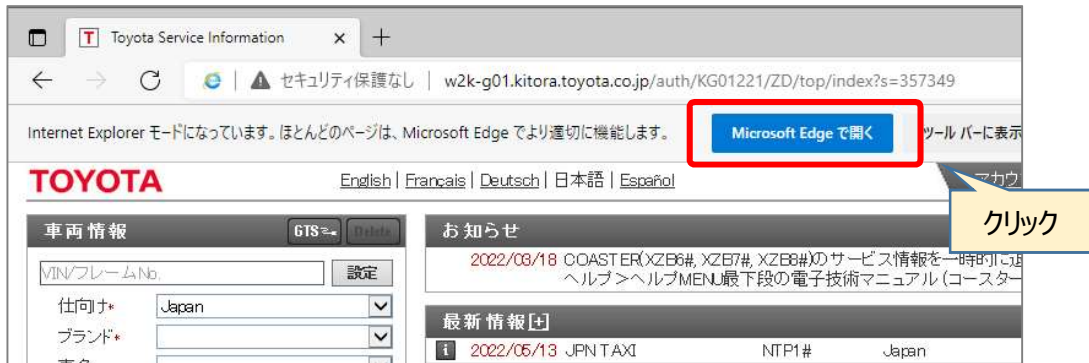 T Toyota Service Information
セキュリティ保護なし | w2k-g01.kitora.toyota.co.jp/auth/KG01221/ZD/top/index?s=357349
Internet Explorer モードになっています。ほとんどのページは、Microsoft Edge でより適切に機能します。 Microsoft Edge で開く ツール バーに表示
TOYOTA English | Français | Deutsch | 日本語 | Español アカウ
クリック
車両情報 GTS Delete お知らせ
VIN/フレームNo. 設定 2022/03/18 COASTER(XZB6#, XZB7#, XZB8#)のサービス情報を一時的に追
ヘルプ>ヘルプMENU最下段の電子技術マニュアル (コースター
仕向け* Japan
最新情報[+]
ブランド*
i 2022/05/13 JPN TAXI NTP1# Japan